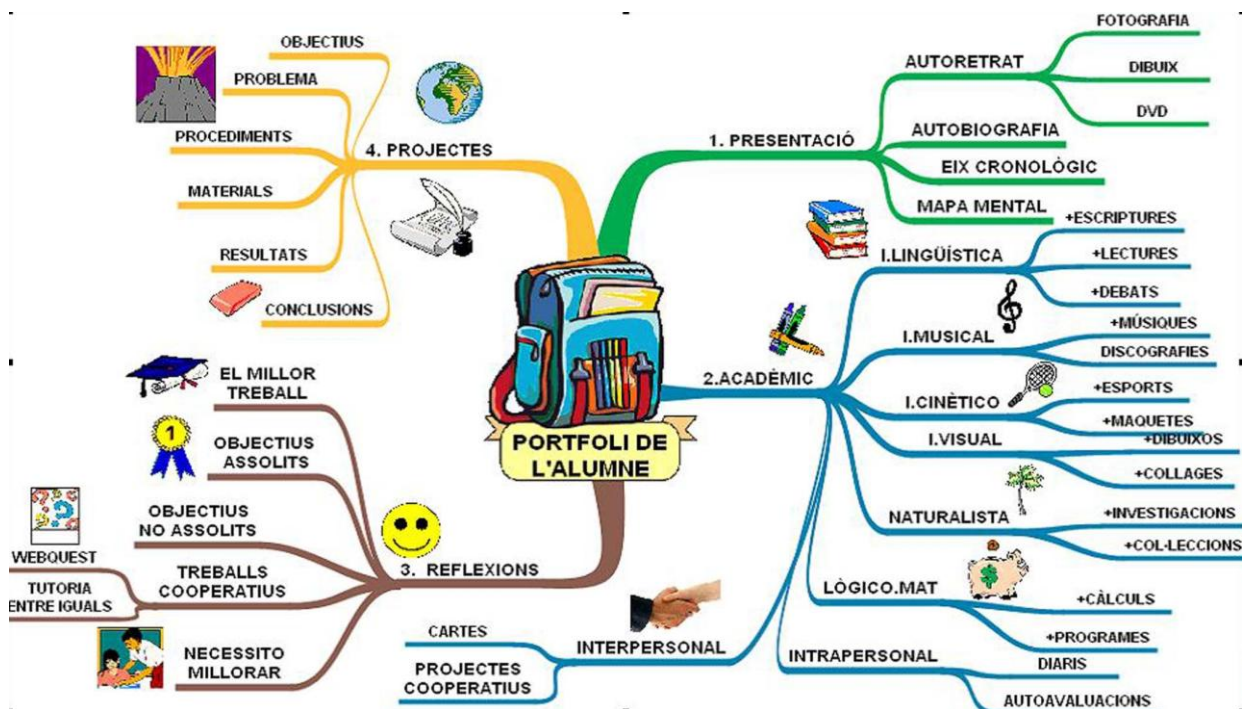 PORTFOLI DE
L'ALUMNE
1. PRESENTACIÓ
AUTORETRAT
FOTOGRAFIA
DIBUIX
DVD
AUTOBIOGRAFIA
EIX CRONOLÒGIC
MAPA MENTAL
2.ACADÈMIC
I.LINGÜÍSTICA
+ESCRIPTURES
+LECTURES
+DEBATS
I.MUSICAL
+MÚSIQUES
DISCOGRAFIES
I.CINÈTICO
+ESPORTS
+MAQUETES
I.VISUAL
+DIBUIXOS
+COLLAGES
NATURALISTA
+INVESTIGACIONS
+COL·LECCIONS
LÒGICO.MAT
+CÀLCULS
+PROGRAMES
INTRAPERSONAL
DIARIS
AUTOAVALUACIONS
INTERPERSONAL
CARTES
PROJECTES
COOPERATIUS
3. REFLEXIONS
EL MILLOR
TREBALL
OBJECTIUS
ASSOLITS
1
OBJECTIUS
NO ASSOLITS
TREBALLS
COOPERATIUS
WEBQUEST
TUTORIA
ENTRE IGUALS
NECESSITO
MILLORAR
4. PROJECTES
OBJECTIUS
PROBLEMA
PROCEDIMENTS
MATERIALS
RESULTATS
CONCLUSIONS